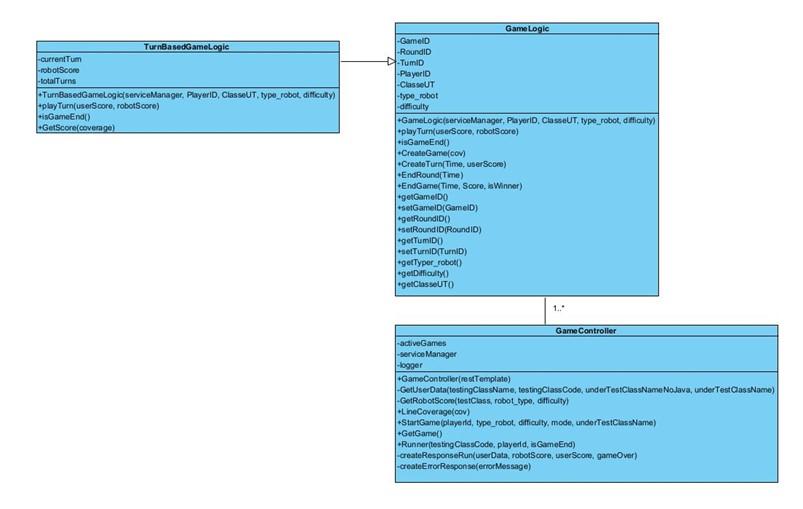 TurnBasedGameLogic
-currentTurn
-robotScore
-totalTurns
+TurnBasedGameLogic(serviceManager, PlayerID, ClasseUT, type_robot, difficulty)
+playTurn(userScore, robotScore)
+isGameEnd()
+GetScore(coverage)
GameLogic
-GameID
-RoundID
-TurnID
-PlayerID
-ClasseUT
-type_robot
-difficulty
+GameLogic(serviceManager, PlayerID, ClasseUT, type_robot, difficulty)
+playTurn(userScore, robotScore)
+isGameEnd()
+CreateGame(cov)
+CreateTurn(Time, userScore)
+EndRound(Time)
+EndGame(Time, Score, isWinner)
+getGameID()
+setGameID(GameID)
+getRoundID()
+setRoundID(RoundID)
+getTurnID()
+setTurnID(TurnID)
+getTyper_robot()
+getDifficulty()
+getClasseUT()
1..*
GameController
-activeGames
-serviceManager
-logger
+GameController(restTemplate)
-GetUserData(testingClassName, testingClassCode, underTestClassNameNoJava, underTestClassName)
-GetRobotScore(testClass, robot_type, difficulty)
+LineCoverage(cov)
+StartGame(playerId, type_robot, difficulty, mode, underTestClassName)
+GetGame()
+Runner(testingClassCode, playerId, isGameEnd)
-createResponseRun(userData, robotScore, userScore, gameOver)
-createErrorResponse(errorMessage)